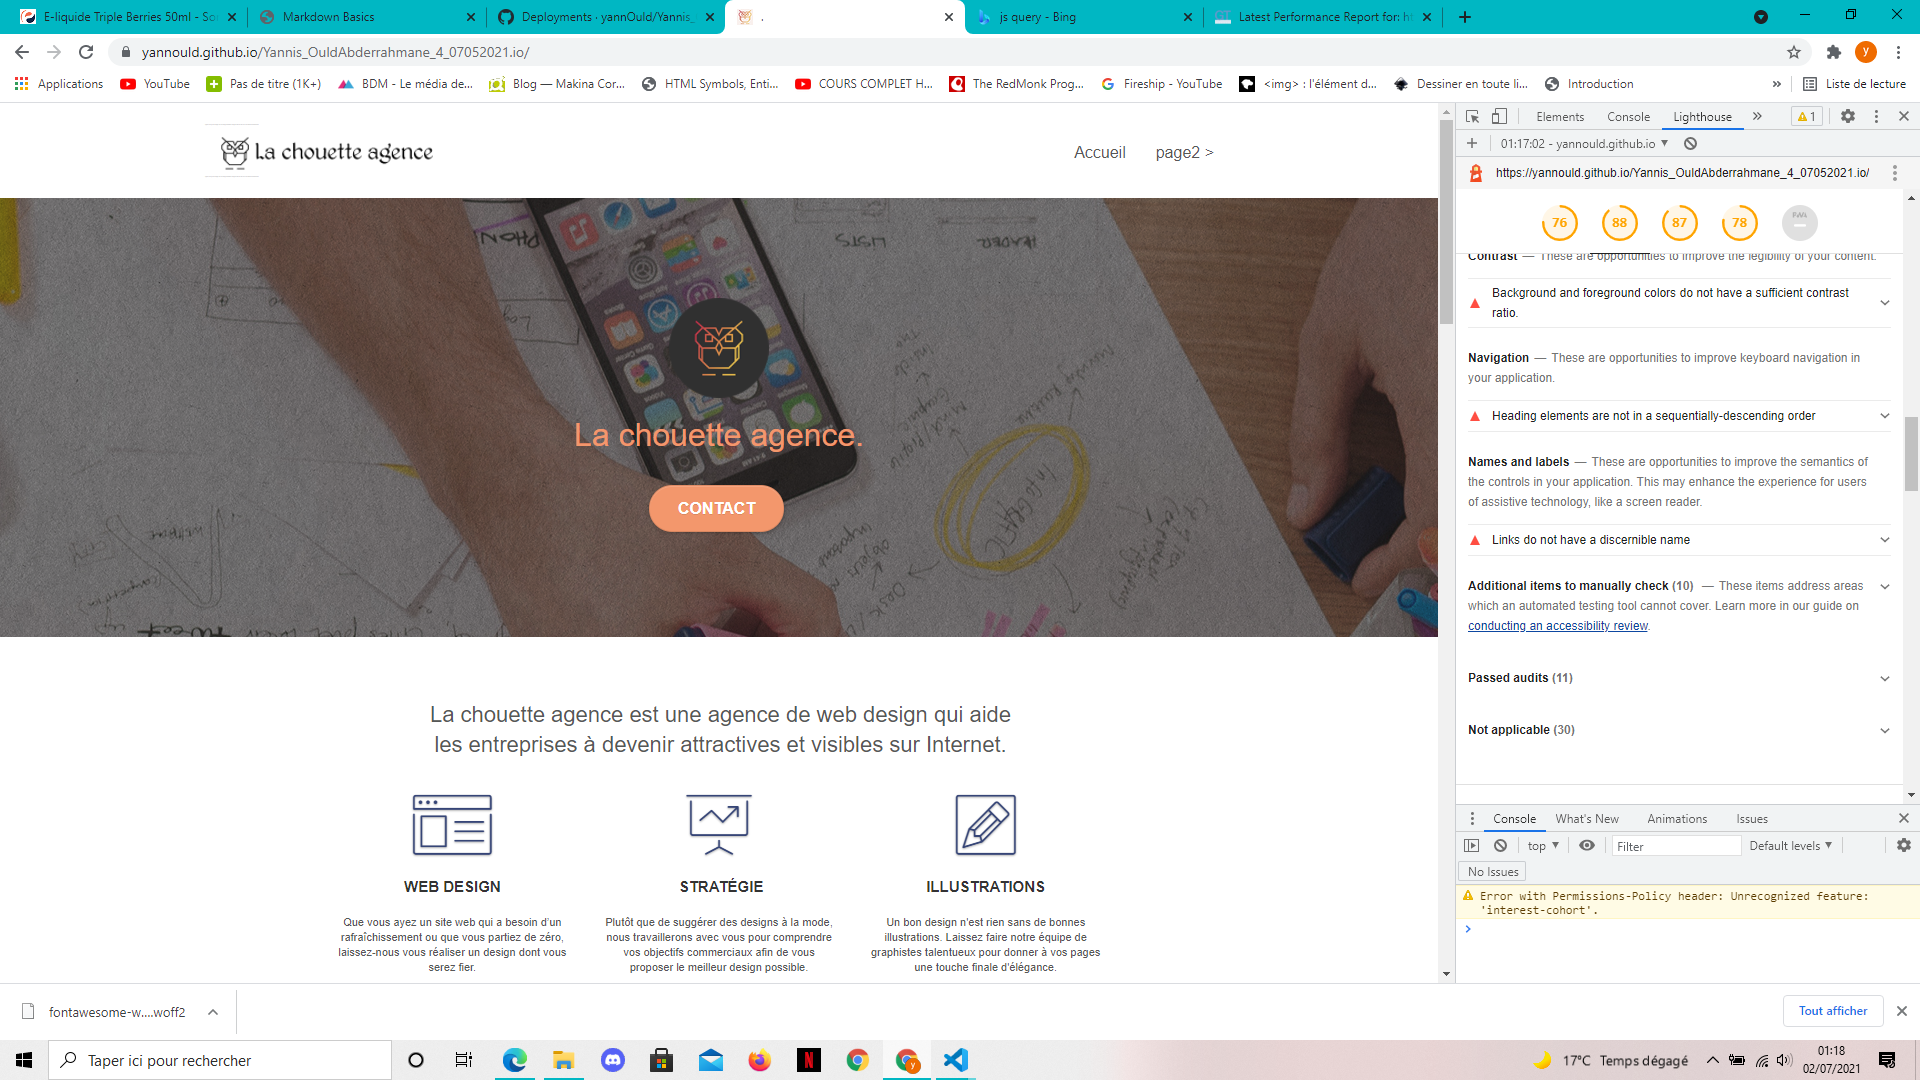 E-liquide Triple Berries 50ml - So
Markdown Basics
Deployments · yannOuld/Yannis_
.
js query - Bing
Latest Performance Report for: ht
yannould.github.io/Yannis_OuldAbderrahmane_4_07052021.io/
y
Applications
YouTube
Pas de titre (1K+)
BDM - Le média de...
Blog — Makina Cor...
HTML Symbols, Enti...
COURS COMPLET H...
The RedMonk Prog...
Fireship - YouTube
<img> : l'élément d...
Dessiner en toute li...
Introduction
»
Liste de lecture
La chouette agence
Accueil
page2 >
La chouette agence.
CONTACT
La chouette agence est une agence de web design qui aide
les entreprises à devenir attractives et visibles sur Internet.
WEB DESIGN
Que vous ayez un site web qui a besoin d'un
rafraîchissement ou que vous partiez de zéro,
laissez-nous vous réaliser un design dont vous
serez fier.
STRATÉGIE
Plutôt que de suggérer des designs à la mode,
nous travaillerons avec vous pour comprendre
vos objectifs commerciaux afin de vous
proposer le meilleur design possible.
ILLUSTRATIONS
Un bon design n'est rien sans de bonnes
illustrations. Laissez faire notre équipe de
graphistes talentueux pour donner à vos pages
une touche finale d'élégance.
Elements
Console
Lighthouse
»
1
01:17:02 - yannould.github.io
https://yannould.github.io/Yannis_OuldAbderrahmane_4_07052021.io/
76
88
87
78
PWA
Contrast — These are opportunities to improve the legibility of your content.
Background and foreground colors do not have a sufficient contrast
ratio.
Navigation — These are opportunities to improve keyboard navigation in
your application.
Heading elements are not in a sequentially-descending order
Names and labels — These are opportunities to improve the semantics of
the controls in your application. This may enhance the experience for users
of assistive technology, like a screen reader.
Links do not have a discernible name
Additional items to manually check (10) — These items address areas
which an automated testing tool cannot cover. Learn more in our guide on
conducting an accessibility review.
Passed audits (11)
Not applicable (30)
Console
What's New
Animations
Issues
top
Filter
Default levels
No Issues
Error with Permissions-Policy header: Unrecognized feature:
'interest-cohort'.
fontawesome-w....woff2
Tout afficher
Taper ici pour rechercher
17°C Temps dégagé
01:18
02/07/2021